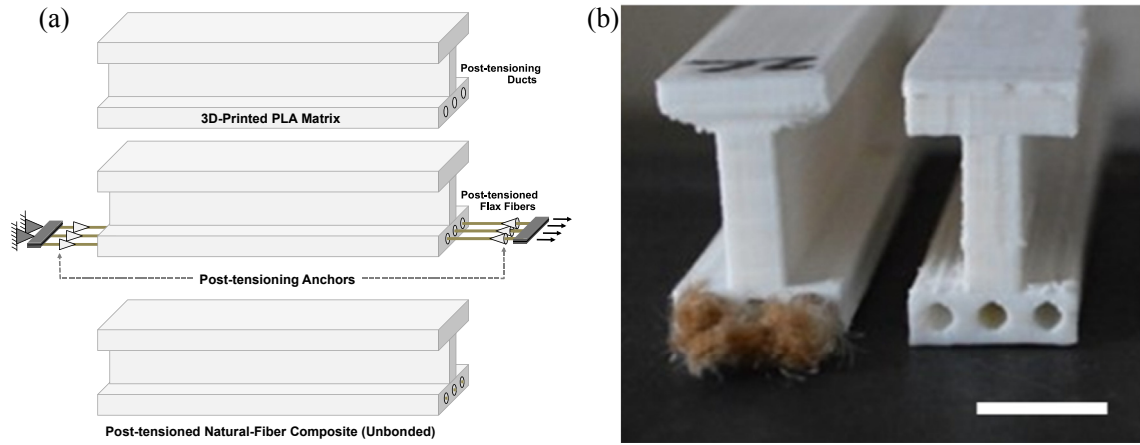 (a)
Post-tensioning
Ducts
3D-Printed PLA Matrix
Post-tensioned
Flax Fibers
Post-tensioning Anchors
Post-tensioned Natural-Fiber Composite (Unbonded)
(b)